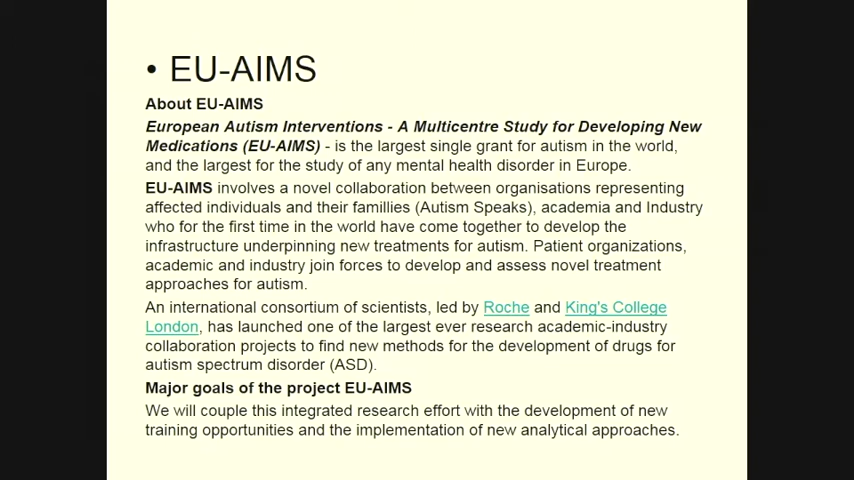 • EU-AIMS
About EU-AIMS
European Autism Interventions - A Multicentre Study for Developing New
Medications (EU-AIMS) - is the largest single grant for autism in the world,
and the largest for the study of any mental health disorder in Europe.
EU-AIMS involves a novel collaboration between organisations representing
affected individuals and their famillies (Autism Speaks), academia and Industry
who for the first time in the world have come together to develop the
infrastructure underpinning new treatments for autism. Patient organizations,
academic and industry join forces to develop and assess novel treatment
approaches for autism.
An international consortium of scientists, led by Roche and King's College
London, has launched one of the largest ever research academic-industry
collaboration projects to find new methods for the development of drugs for
autism spectrum disorder (ASD).
Major goals of the project EU-AIMS
We will couple this integrated research effort with the development of new
training opportunities and the implementation of new analytical approaches.